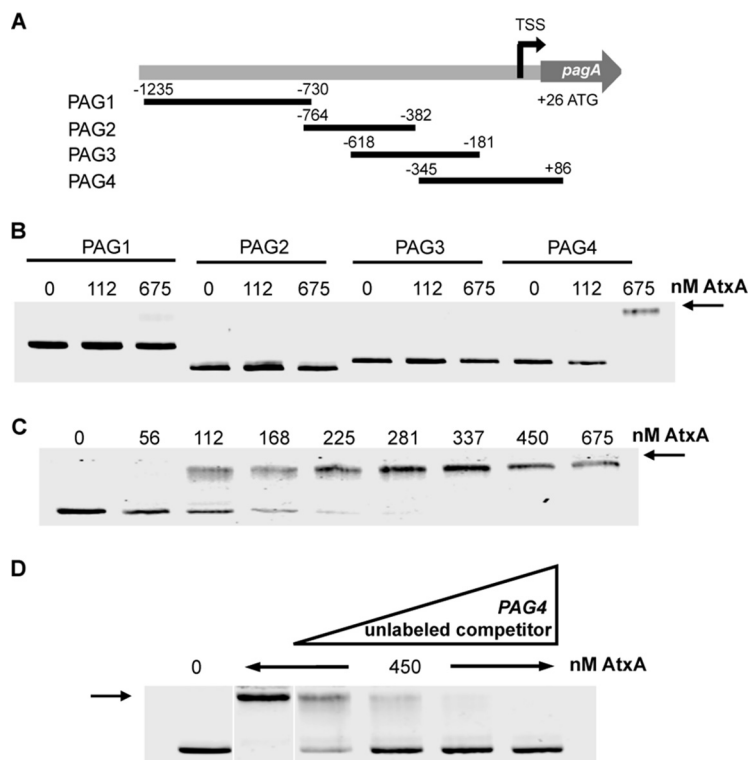 A
TSS
pagA
-1235 -730 +26 ATG
PAG1
-764 -382
PAG2
-618 -181
PAG3
-345 +86
PAG4
B
PAG1 PAG2 PAG3 PAG4
0 112 675 0 112 675 0 112 675 0 112 675 nM AtxA
C
0 56 112 168 225 281 337 450 675 nM AtxA
D
PAG4
unlabeled competitor
0 450 nM AtxA